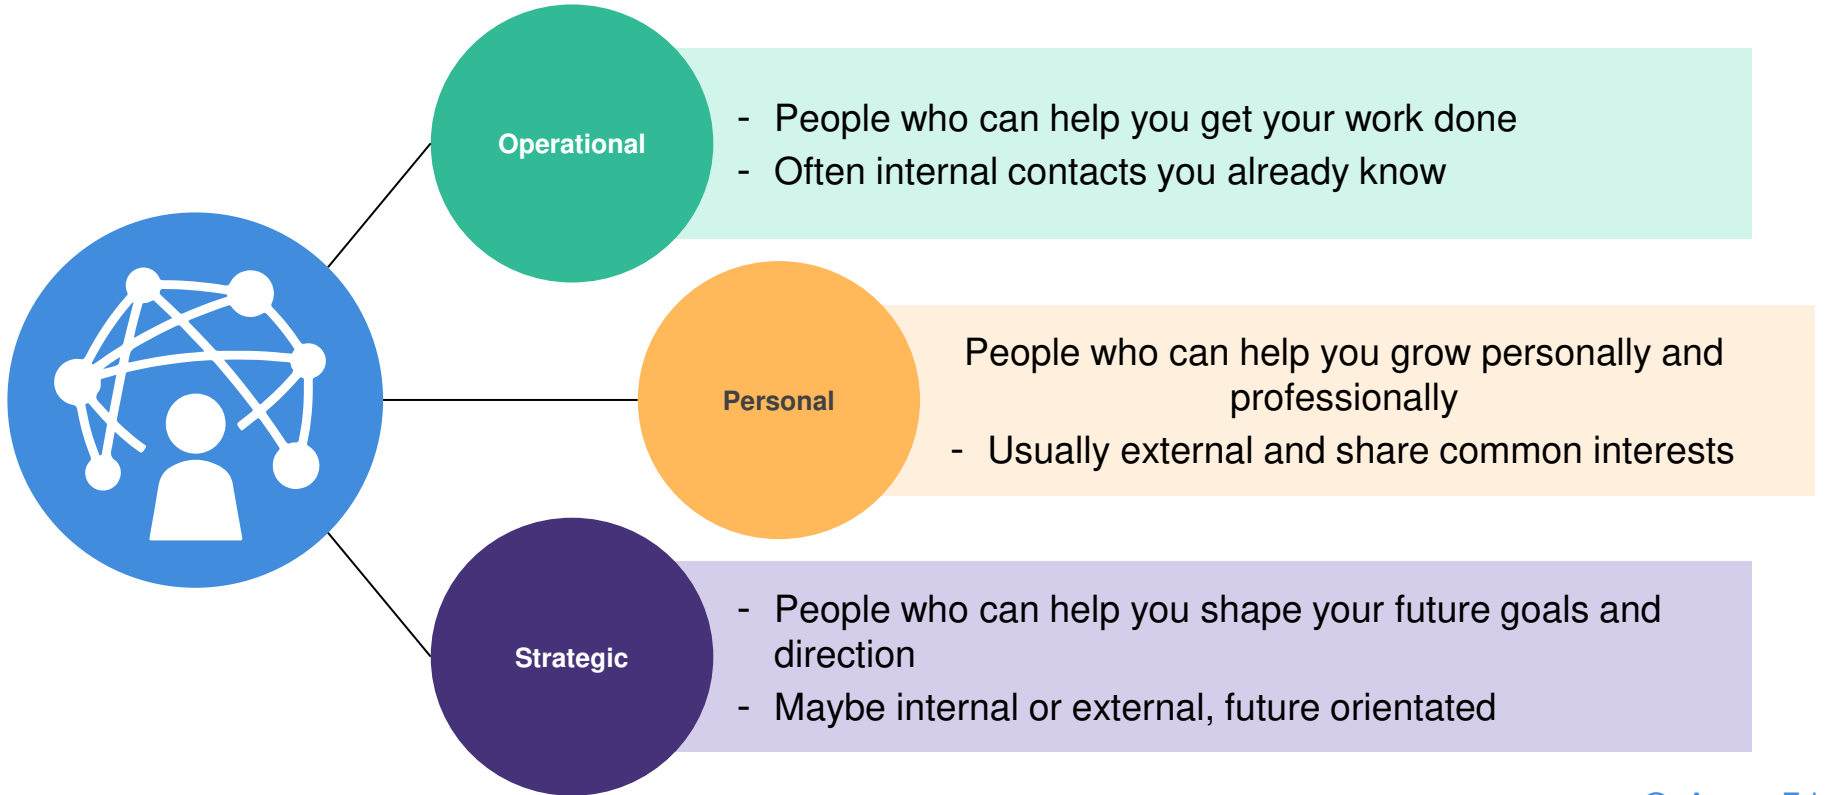 Operational
- People who can help you get your work done
- Often internal contacts you already know
Personal
People who can help you grow personally and
professionally
- Usually external and share common interests
Strategic
- People who can help you shape your future goals and
direction
- Maybe internal or external, future orientated